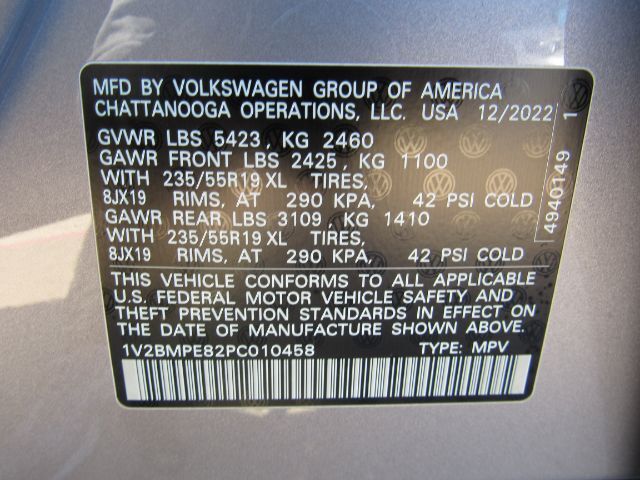 MFD BY VOLKSWAGEN GROUP OF AMERICA
CHATTANOOGA OPERATIONS, LLC. USA 12/2022
GVWR LBS 5423, KG 2460
GAWR FRONT LBS 2425, KG 1100
WITH 235/55R19 XL TIRES,
8JX19 RIMS, AT 290 KPA, 42 PSI COLD
GAWR REAR LBS 3109, KG 1410
WITH 235/55R19 XL TIRES,
8JX19 RIMS, AT 290 KPA, 42 PSI COLD
THIS VEHICLE CONFORMS TO ALL APPLICABLE
U.S. FEDERAL MOTOR VEHICLE SAFETY AND
THEFT PREVENTION STANDARDS IN EFFECT ON
THE DATE OF MANUFACTURE SHOWN ABOVE.
1V2BMPE82PC010458 TYPE: MPV
4940149 1